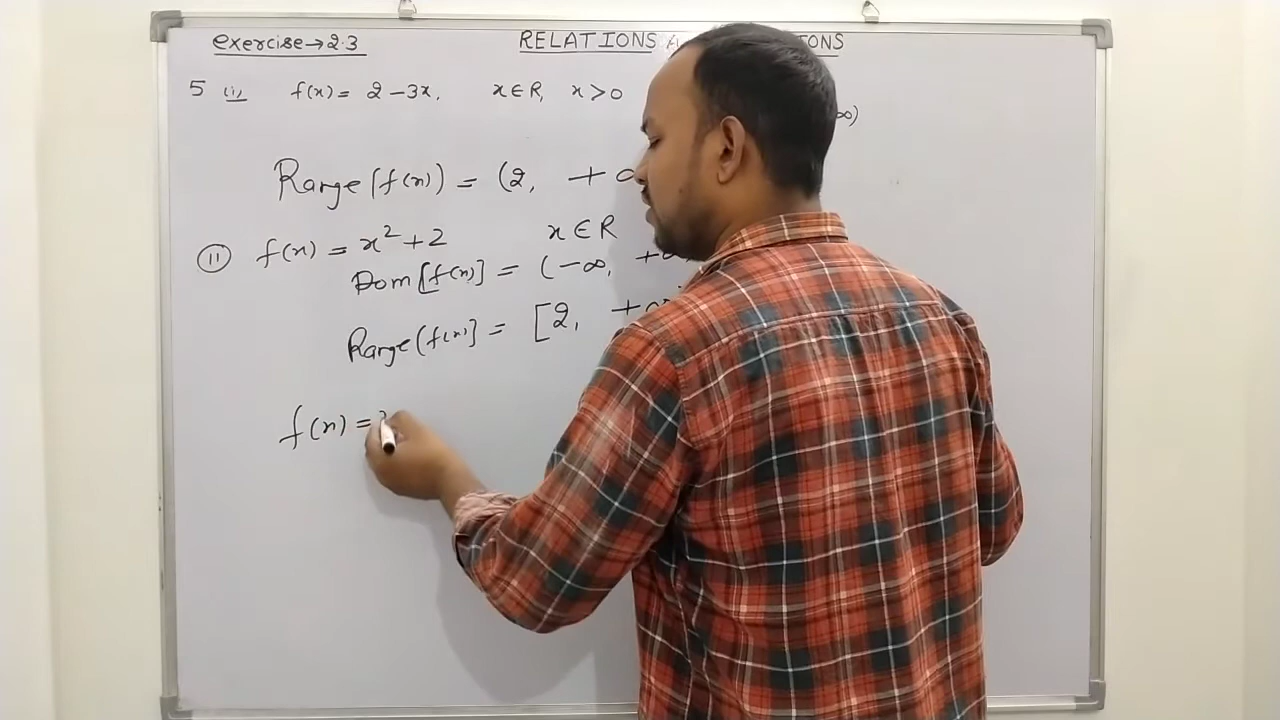 exercise→2.3
RELATIONS
5 (i) f(x) = 2 - 3x, x ∈ R, x > 0
∞)
Range[f(x)) = (2, +
(ii) f(x) = x² + 2 x ∈ R
Dom[f(x)] = (-∞, +
Range(f(x)] = [2, +∞
f(x) =